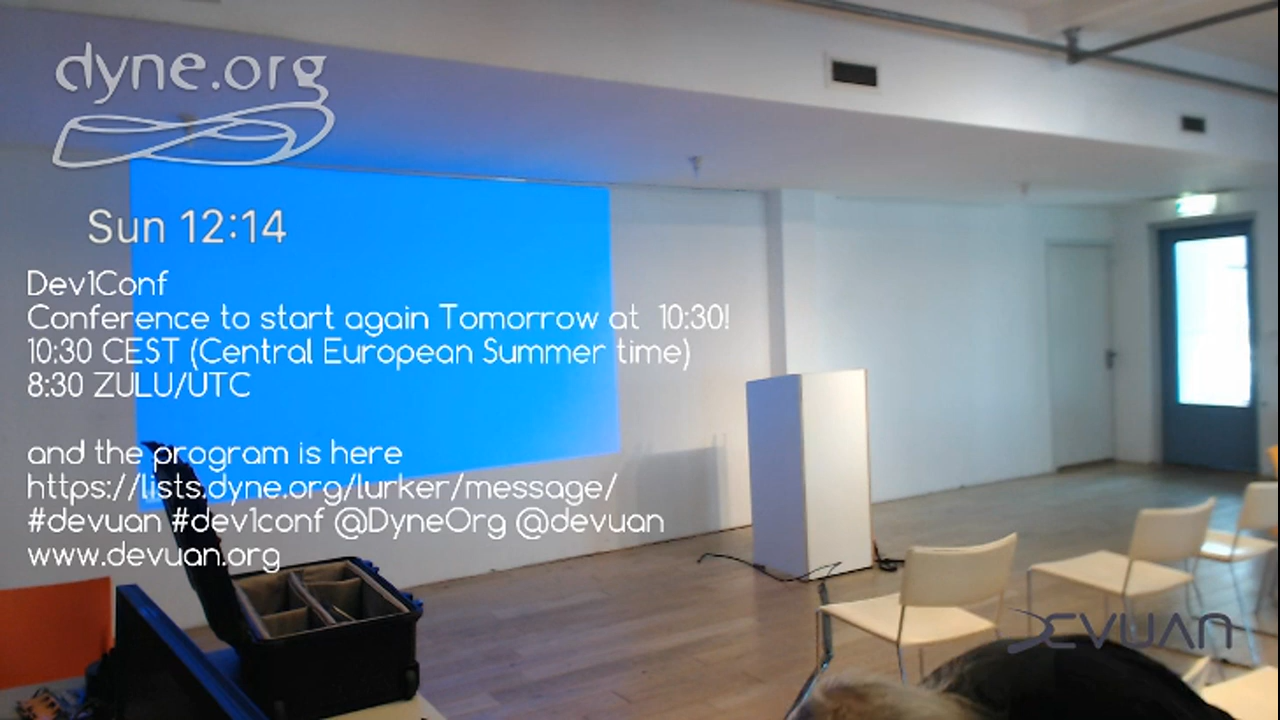 dyne.org
Sun 12:14
Dev1Conf
Conference to start again Tomorrow at 10:30!
10:30 CEST (Central European Summer time)
8:30 ZULU/UTC
and the program is here
https://lists.dyne.org/lurker/message/
#devuan #dev1conf @DyneOrg @devuan
www.devuan.org
DEVUAN